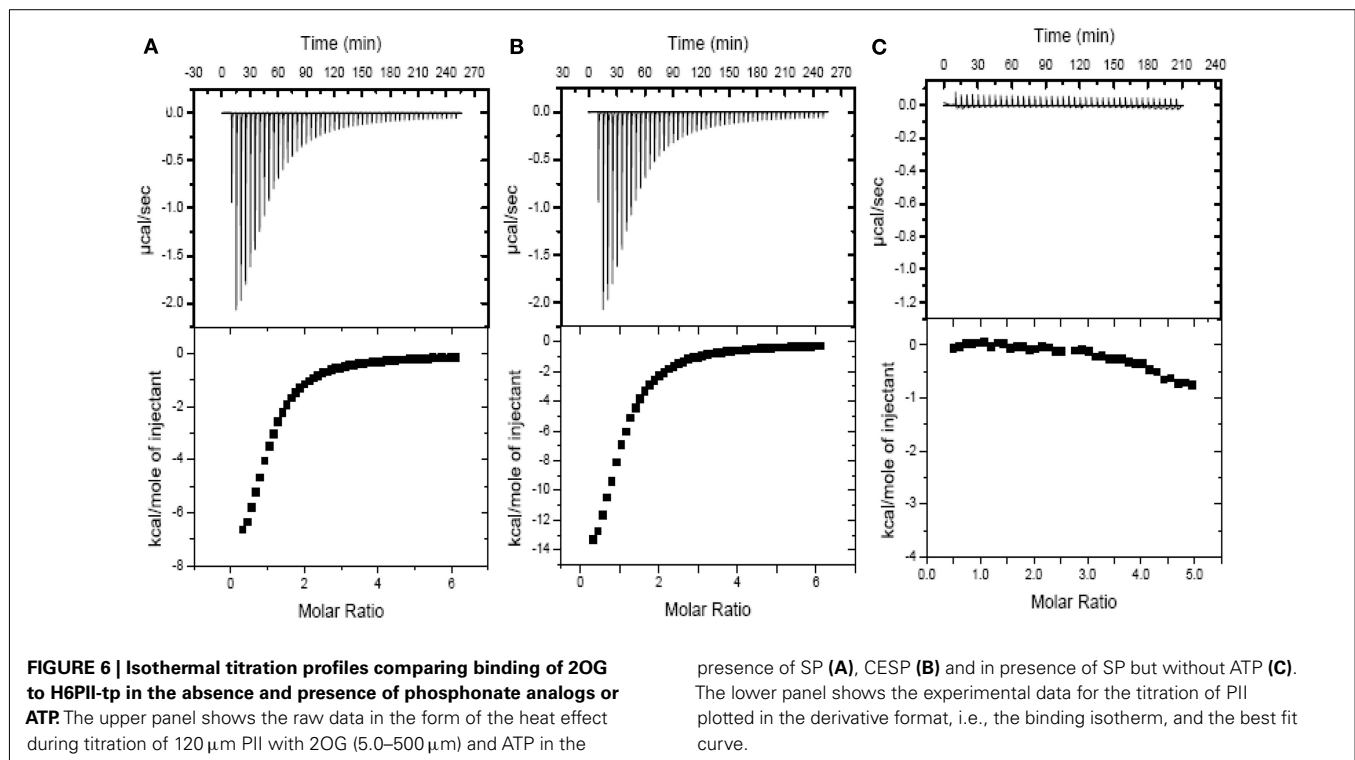 A
Time (min)
-30 0 30 60 90 120 150 180 210 240 270
0.0
-0.5
-1.0
-1.5
-2.0
µcal/sec
0
-2
-4
-6
-8
kcal/mole of injectant
0 2 4 6
Molar Ratio
B
Time (min)
30 0 30 60 90 120 150 180 210 240 270
0.0
-0.5
-1.0
-1.5
-2.0
µcal/sec
0
-2
-4
-6
-8
-10
-12
-14
kcal/mole of injectant
0 2 4 6
Molar Ratio
C
Time (min)
0 30 60 90 120 150 180 210 240
0.0
-0.2
-0.4
-0.6
-0.8
-1.0
-1.2
µcal/sec
0
-1
-2
-3
-4
kcal/mole of injectant
0.0 0.5 1.0 2.0 3.0 4.0 5.0
Molar Ratio
FIGURE 6 | Isothermal titration profiles comparing binding of 2OG
to H6PII-tp in the absence and presence of phosphonate analogs or
ATP. The upper panel shows the raw data in the form of the heat effect
during titration of 120 µm PII with 2OG (5.0–500 µm) and ATP in the
presence of SP (A), CESP (B) and in presence of SP but without ATP (C).
The lower panel shows the experimental data for the titration of PII
plotted in the derivative format, i.e., the binding isotherm, and the best fit
curve.